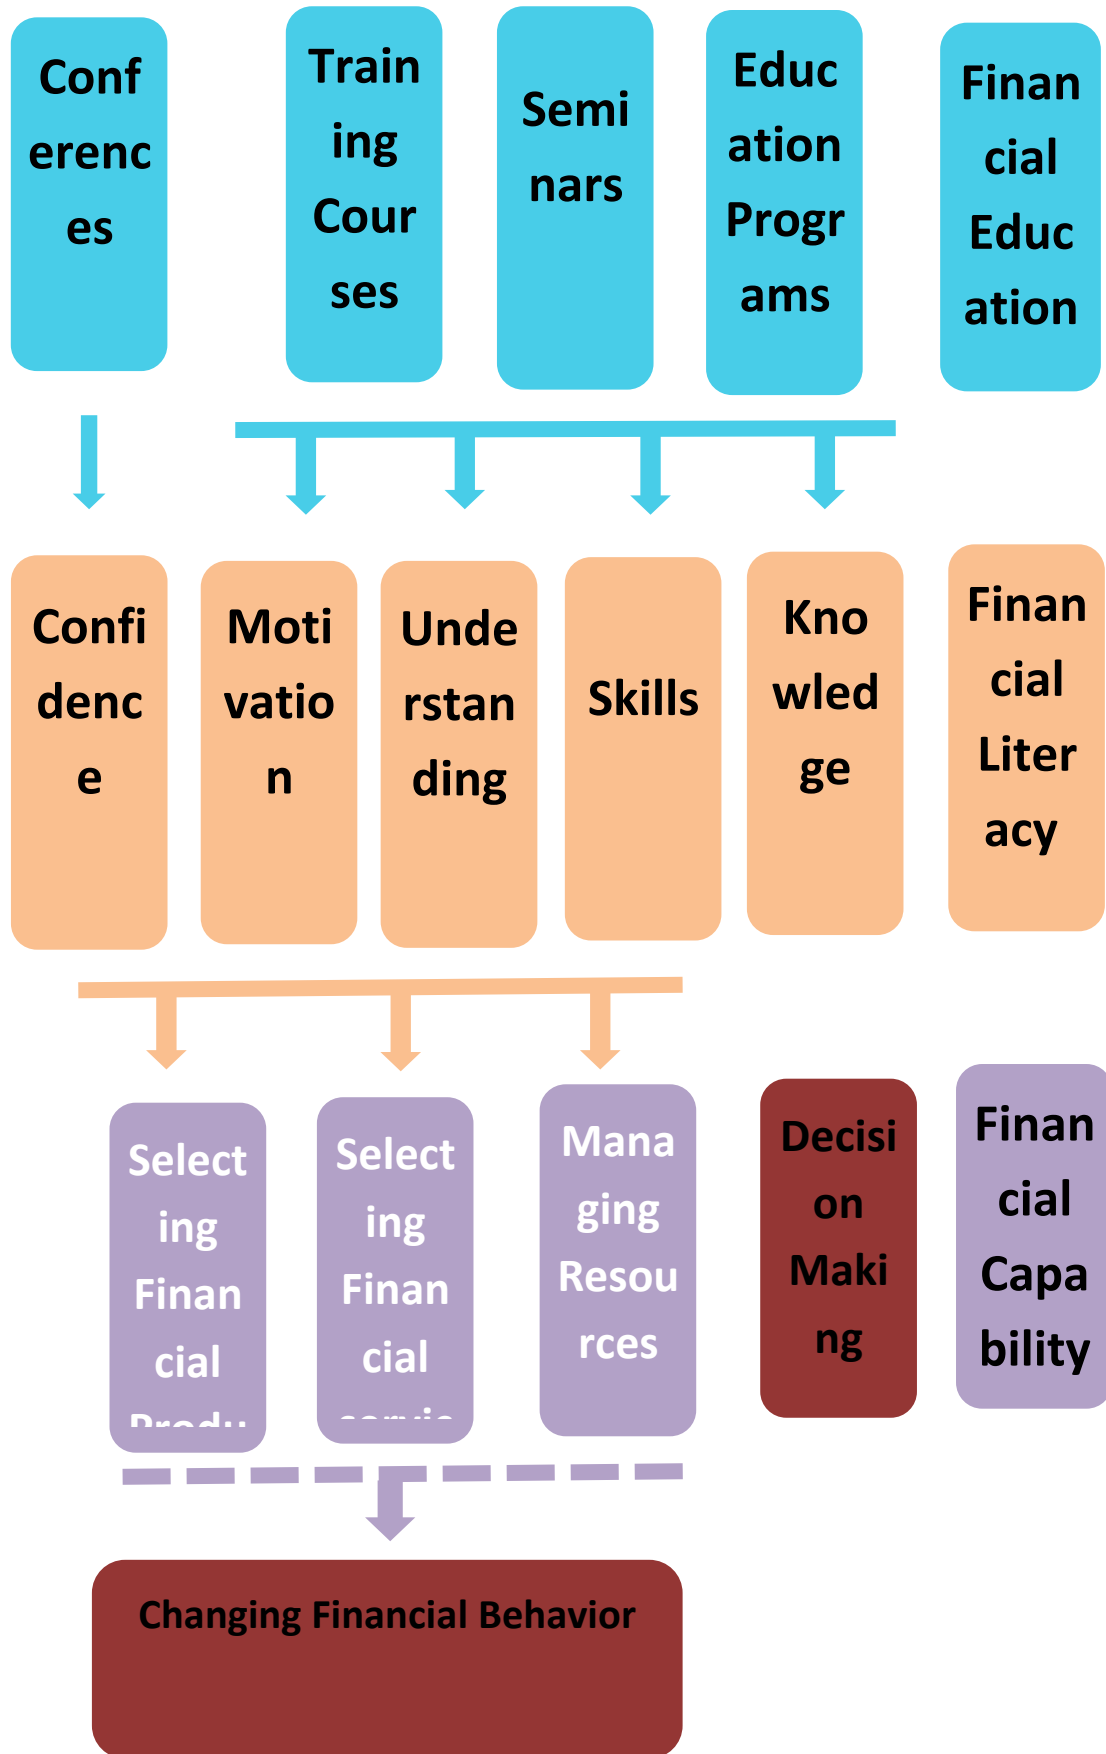 Conf
erenc
es
Train
ing
Cour
ses
Semi
nars
Educ
ation
Progr
ams
Finan
cial
Educ
ation
Confi
denc
e
Moti
vatio
n
Unde
rstan
ding
Skills
Kno
wled
ge
Finan
cial
Liter
acy
Select
ing
Finan
cial
Produ
Select
ing
Finan
cial
servic
Mana
ging
Resou
rces
Decisi
on
Maki
ng
Finan
cial
Capa
bility
Changing Financial Behavior